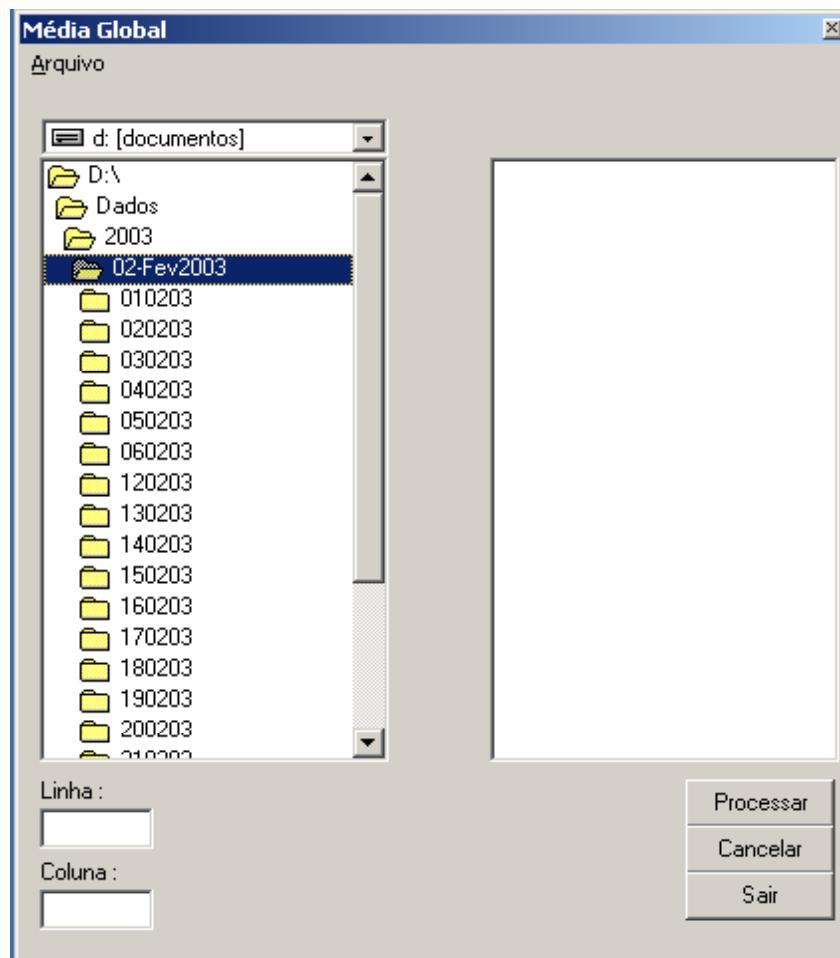 Média Global
Arquivo
d: [documentos]
D:\
Dados
2003
02-Fev2003
010203
020203
030203
040203
050203
060203
120203
130203
140203
150203
160203
170203
180203
190203
200203
210203
Linha :
Coluna :
Processar
Cancelar
Sair